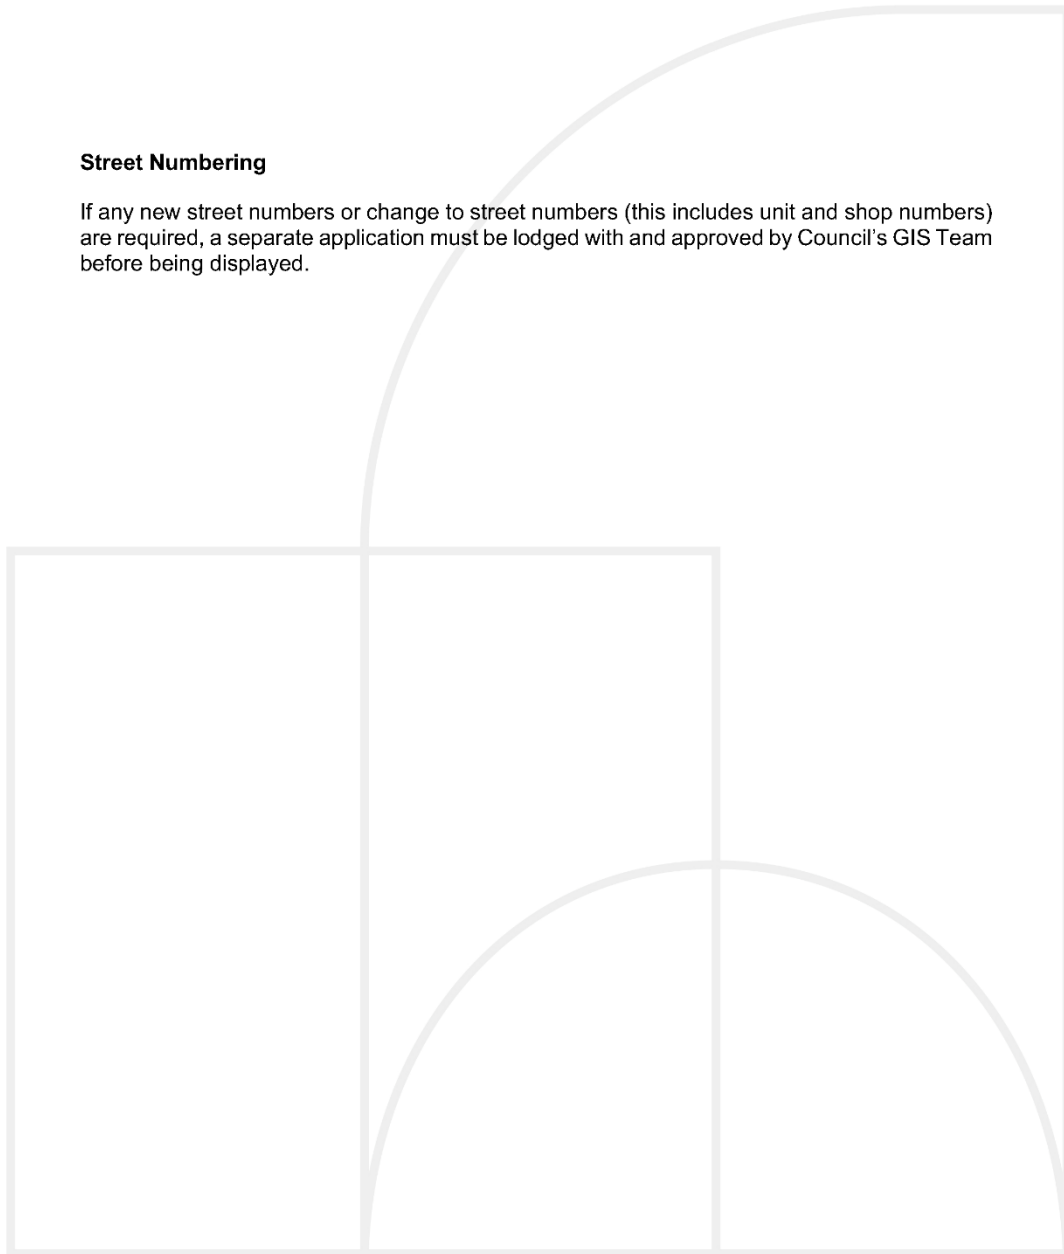 Street Numbering
If any new street numbers or change to street numbers (this includes unit and shop numbers)
are required, a separate application must be lodged with and approved by Council's GIS Team
before being displayed.